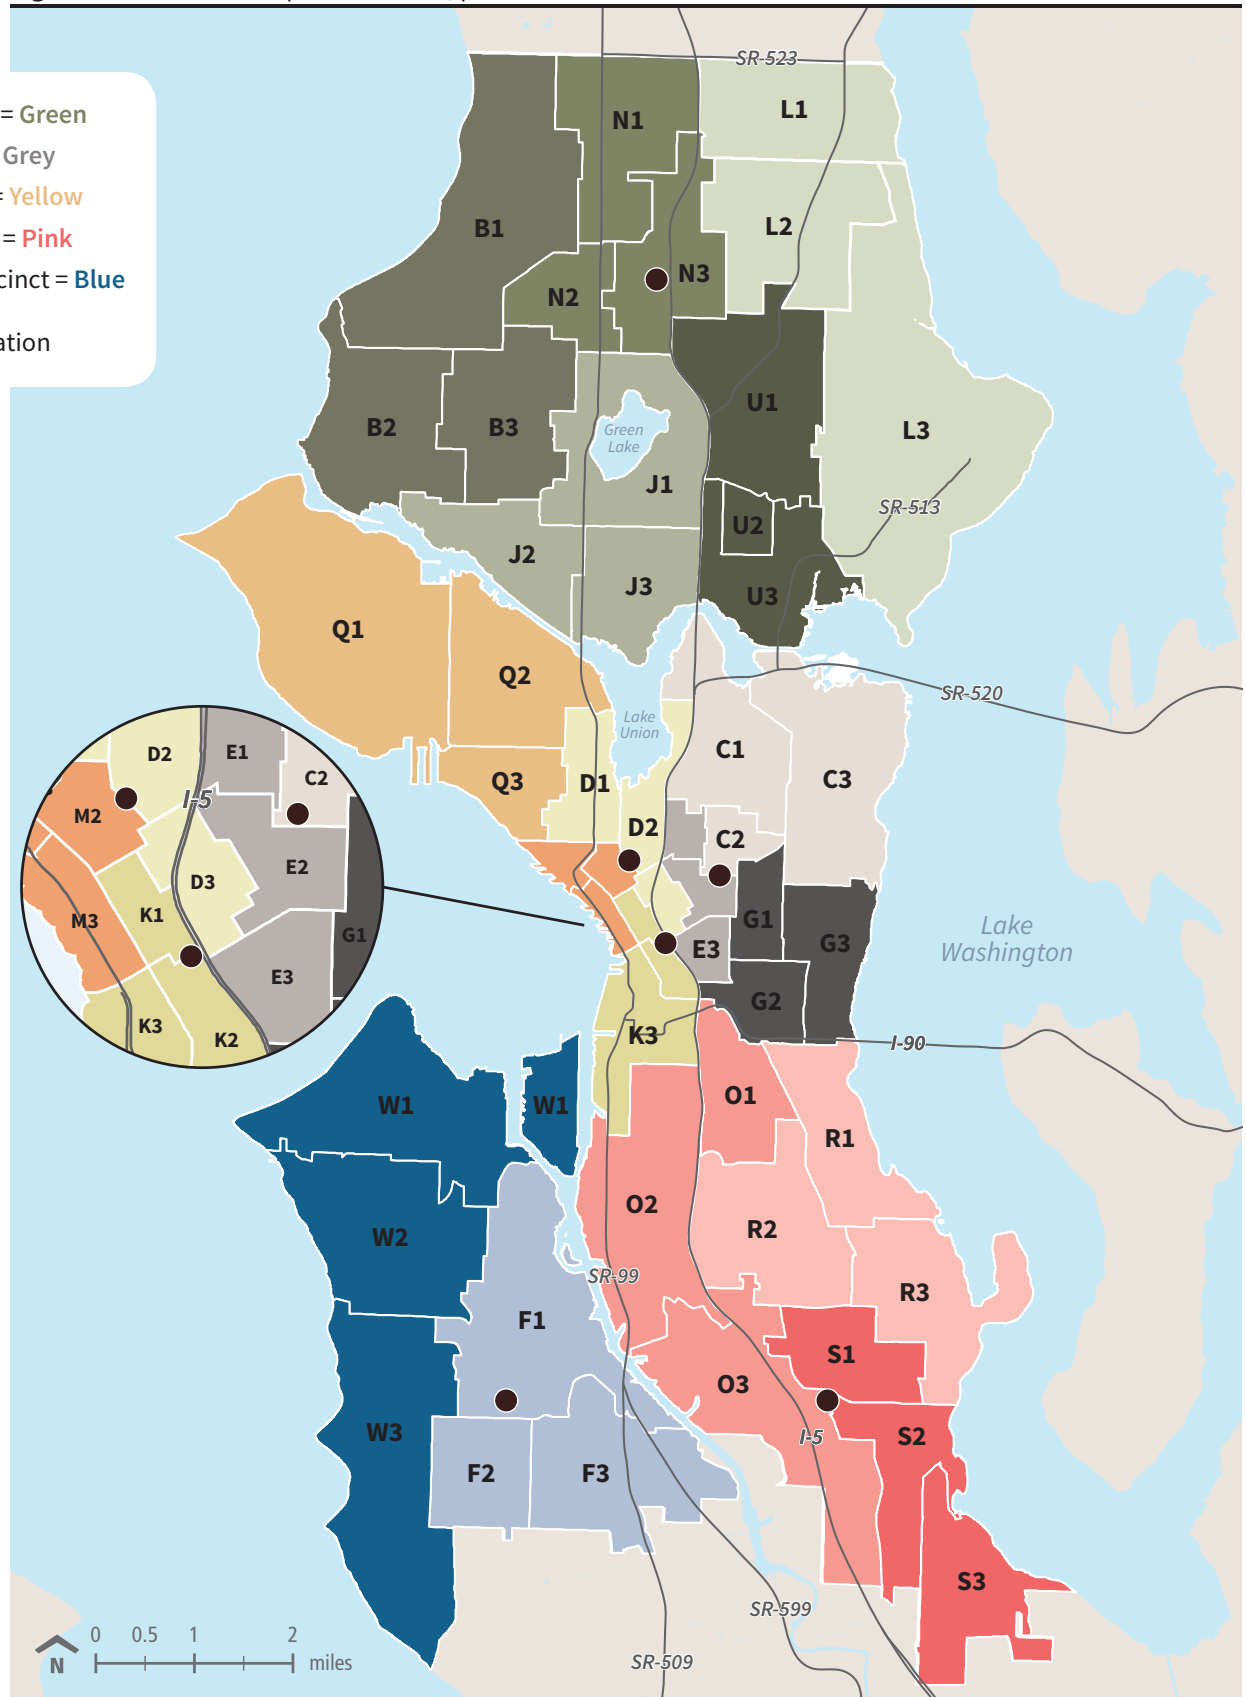 SR-523
= Green
Grey
= Yellow
= Pink
cinct = Blue
ation
L1
N1
B1
L2
N3
N2
U1
B2
B3
L3
Green
Lake
J1
SR-513
U2
J2
J3
U3
Q1
Q2
SR-520
Lake
Union
C1
Q3
D1
C3
D2
C2
G1
G3
E3
Lake
Washington
G2
K3
I-90
D2
E1
C2
I-5
M2
E2
D3
K1
M3
G1
E3
K3
K2
W1
W1
O1
R1
O2
W2
R2
SR-99
R3
F1
S1
O3
W3
I-5
S2
F2
F3
S3
SR-599
SR-509
N
0 0.5 1 2
miles